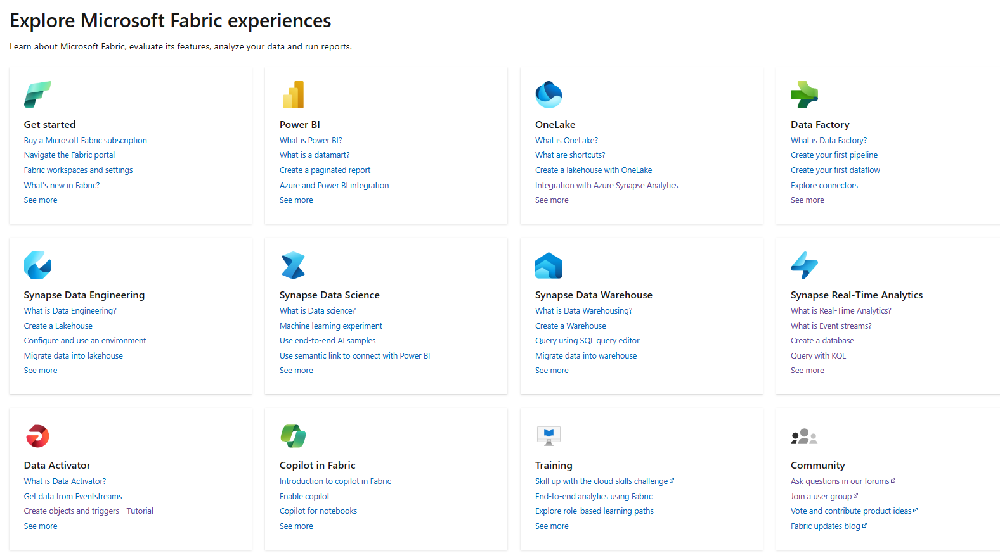 Explore Microsoft Fabric experiences
Learn about Microsoft Fabric, evaluate its features, analyze your data and run reports.
Get started
Buy a Microsoft Fabric subscription
Navigate the Fabric portal
Fabric workspaces and settings
What's new in Fabric?
See more
Power BI
What is Power BI?
What is a datamart?
Create a paginated report
Azure and Power BI integration
See more
OneLake
What is OneLake?
What are shortcuts?
Create a lakehouse with OneLake
Integration with Azure Synapse Analytics
See more
Data Factory
What is Data Factory?
Create your first pipeline
Create your first dataflow
Explore connectors
See more
Synapse Data Engineering
What is Data Engineering?
Create a Lakehouse
Configure and use an environment
Migrate data into lakehouse
See more
Synapse Data Science
What is Data science?
Machine learning experiment
Use end-to-end AI samples
Use semantic link to connect with Power BI
See more
Synapse Data Warehouse
What is Data Warehousing?
Create a Warehouse
Query using SQL query editor
Migrate data into warehouse
See more
Synapse Real-Time Analytics
What is Real-Time Analytics?
What is Event streams?
Create a database
Query with KQL
See more
Data Activator
What is Data Activator?
Get data from Eventstreams
Create objects and triggers - Tutorial
See more
Copilot in Fabric
Introduction to copilot in Fabric
Enable copilot
Copilot for notebooks
See more
Training
Skill up with the cloud skills challenge
End-to-end analytics using Fabric
Explore role-based learning paths
See more
Community
Ask questions in our forums
Join a user group
Vote and contribute product ideas
Fabric updates blog